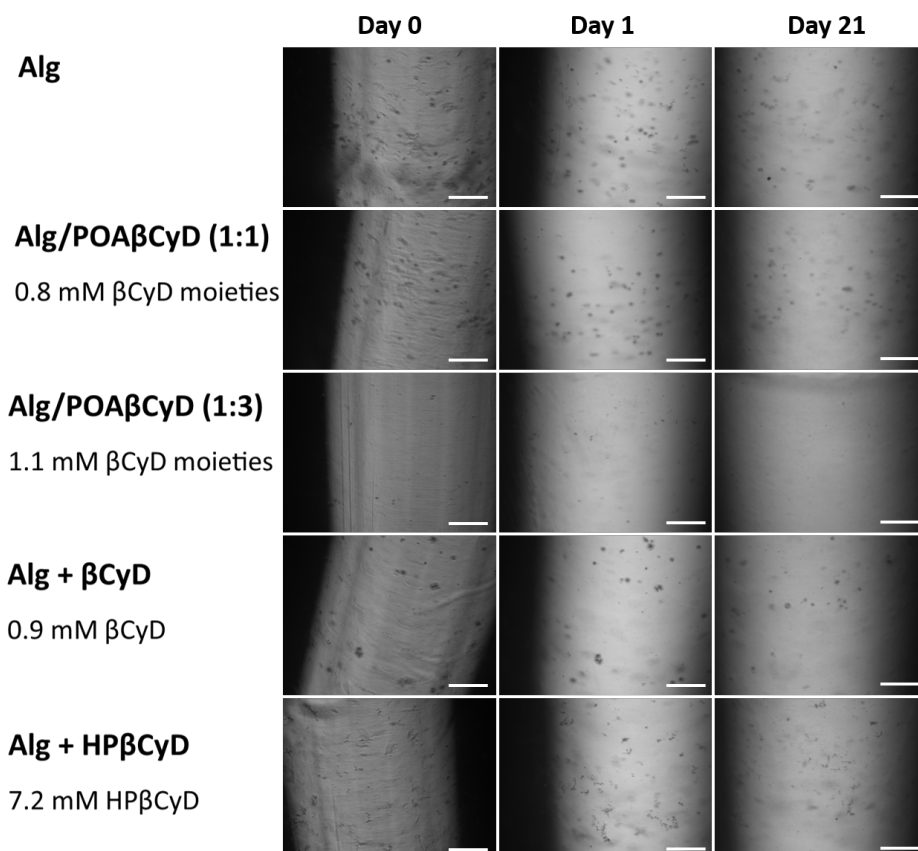 Day 0 Day 1 Day 21
Alg
Alg/POAβCyD (1:1)
0.8 mM βCyD moieties
Alg/POAβCyD (1:3)
1.1 mM βCyD moieties
Alg + βCyD
0.9 mM βCyD
Alg + HPβCyD
7.2 mM HPβCyD